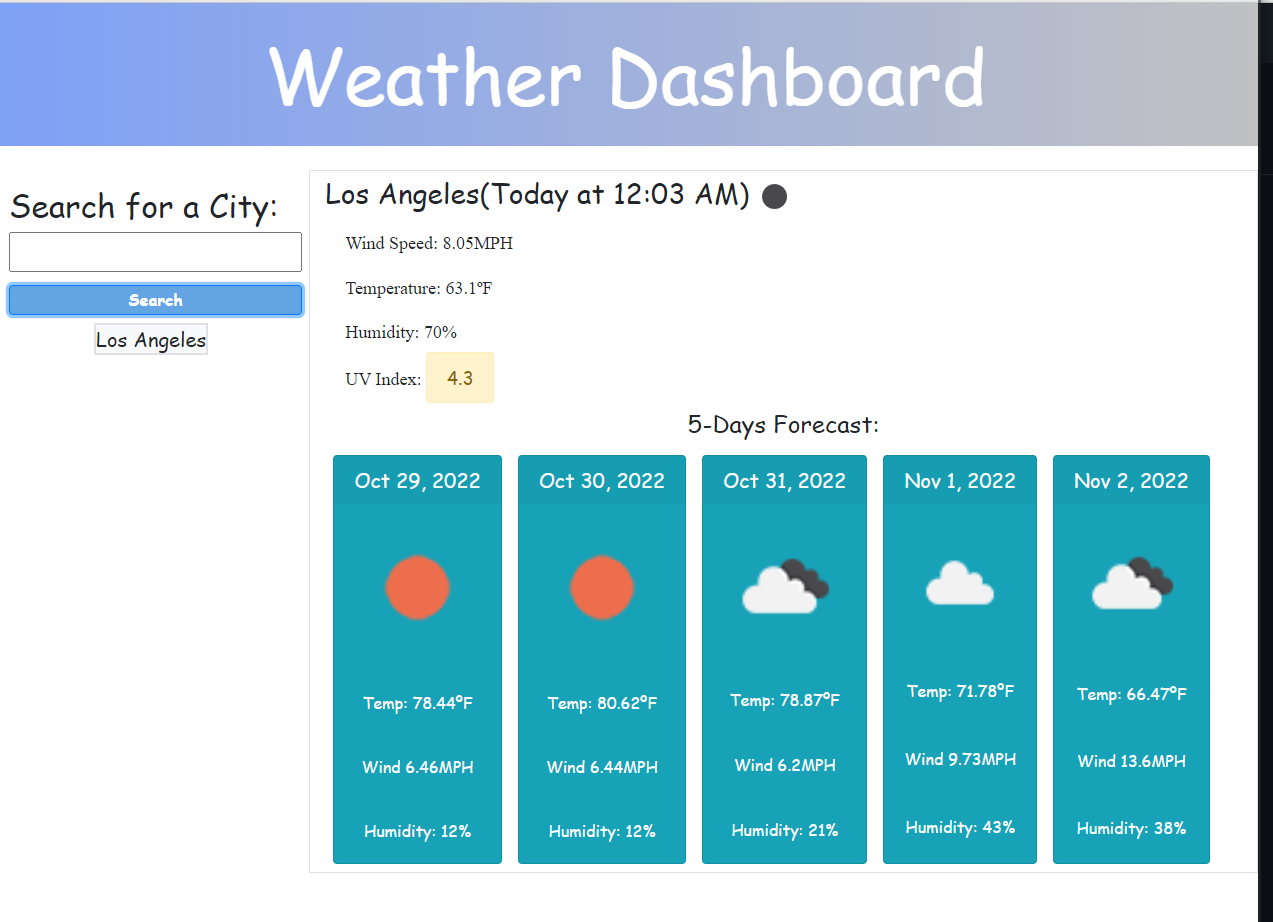 Weather Dashboard
Search for a City:
Search
Los Angeles
Los Angeles(Today at 12:03 AM)
Wind Speed: 8.05MPH
Temperature: 63.1°F
Humidity: 70%
UV Index: 4.3
5-Days Forecast:
Oct 29, 2022
Temp: 78.44°F
Wind 6.46MPH
Humidity: 12%
Oct 30, 2022
Temp: 80.62°F
Wind 6.44MPH
Humidity: 12%
Oct 31, 2022
Temp: 78.87°F
Wind 6.2MPH
Humidity: 21%
Nov 1, 2022
Temp: 71.78°F
Wind 9.73MPH
Humidity: 43%
Nov 2, 2022
Temp: 66.47°F
Wind 13.6MPH
Humidity: 38%